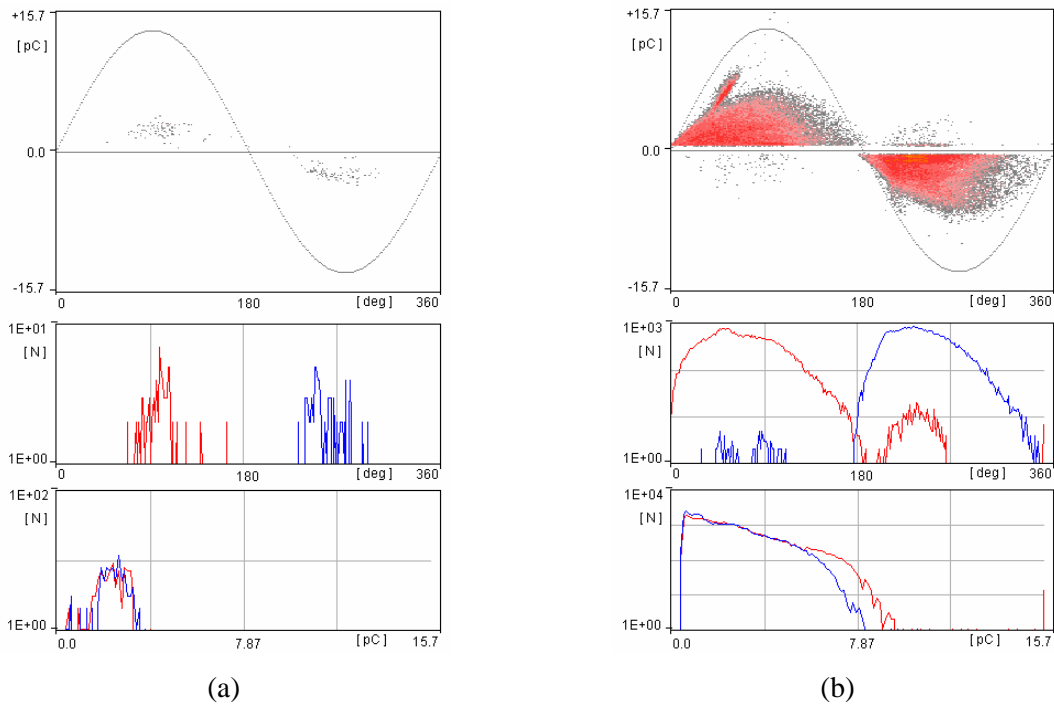 +15.7
[pC]
0.0
-15.7
0 180 [deg] 360
1E+01
[N]
1E+00
0 180 [deg] 360
1E+02
[N]
1E+00
0.0 7.87 [pC] 15.7
(a)
+15.7
[pC]
0.0
-15.7
0 180 [deg] 360
1E+03
[N]
1E+00
0 180 [deg] 360
1E+04
[N]
1E+00
0.0 7.87 [pC] 15.7
(b)